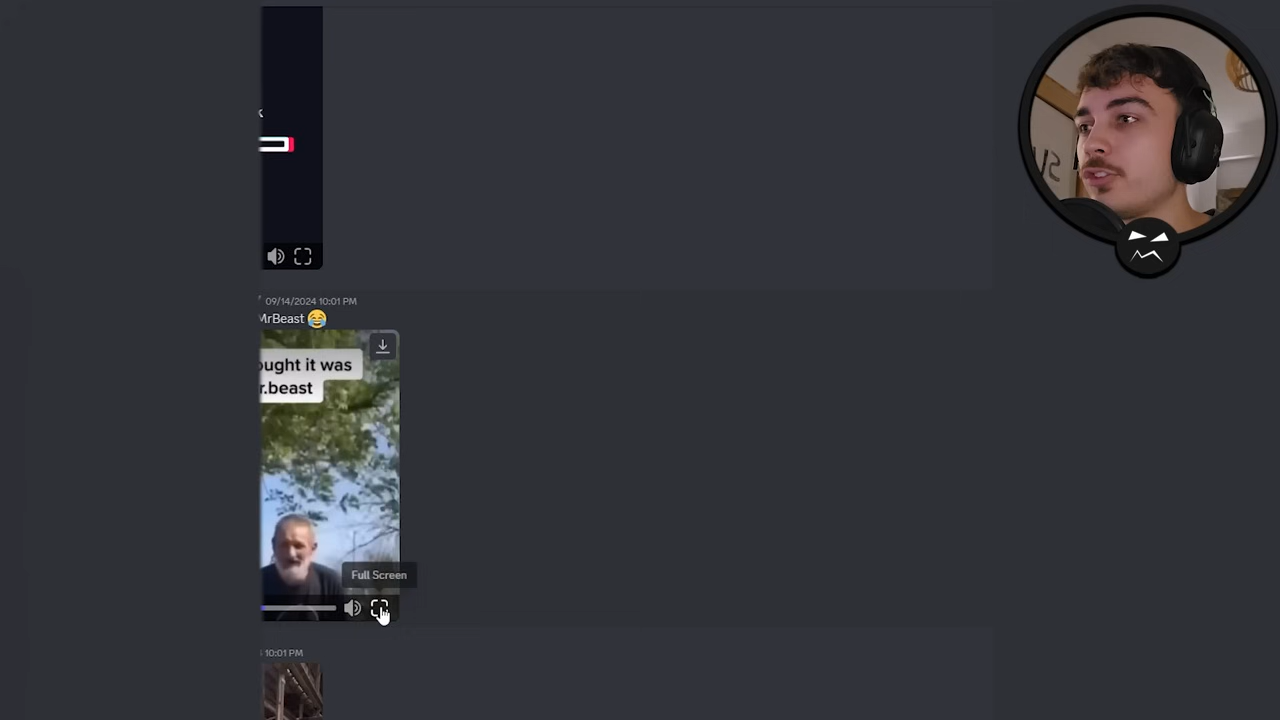 k
09/14/2024 10:01 PM
MrBeast 😂
ought it was
r.beast
Full Screen
10:01 PM